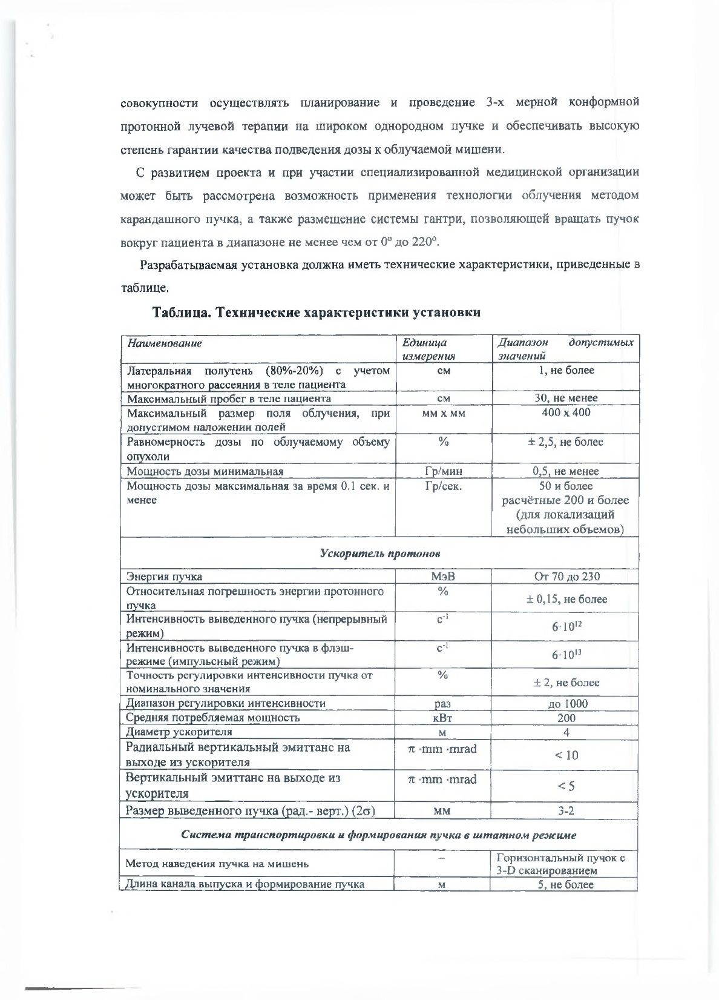 совокупности осуществлять планирование и проведение 3-х мерной конформной
протонной лучевой терапии на широком однородном пучке и обеспечивать высокую
степень гарантии качества подведения дозы к облучаемой мишени.
С развитием проекта и при участии специализированной медицинской организации
может быть рассмотрена возможность применения технологии облучения методом
карандашного пучка, а также размещение системы гантри, позволяющей вращать пучок
вокруг пациента в диапазоне не менее чем от 0° до 220°.
Разрабатываемая установка должна иметь технические характеристики, приведенные в
таблице.
Таблица. Технические характеристики установки
Наименование Единица измерения Диапазон допустимых значений
Латеральная полутень (80%-20%) с учетом см 1, не более
многократного рассеяния в теле пациента
Максимальный пробег в теле пациента см 30, не менее
Максимальный размер поля облучения, при мм x мм 400 x 400
допустимом наложении полей
Равномерность дозы по облучаемому объему % ± 2,5, не более
опухоли
Мощность дозы минимальная Гр/мин 0,5, не менее
Мощность дозы максимальная за время 0.1 сек. и Гр/сек. 50 и более
менее расчётные 200 и более
(для локализаций
небольших объемов)
Ускоритель протонов
Энергия пучка МэВ От 70 до 230
Относительная погрешность энергии протонного % ± 0,15, не более
пучка
Интенсивность выведенного пучка (непрерывный с⁻¹ 6·10¹²
режим)
Интенсивность выведенного пучка в флэш- с⁻¹ 6·10¹³
режиме (импульсный режим)
Точность регулировки интенсивности пучка от % ± 2, не более
номинального значения
Диапазон регулировки интенсивности раз до 1000
Средняя потребляемая мощность кВт 200
Диаметр ускорителя м 4
Радиальный вертикальный эмиттанс на π ·mm ·mrad < 10
выходе из ускорителя
Вертикальный эмиттанс на выходе из π ·mm ·mrad < 5
ускорителя
Размер выведенного пучка (рад.- верт.) (2σ) мм 3-2
Система транспортировки и формирования пучка в штатном режиме
Метод наведения пучка на мишень – Горизонтальный пучок с
3-D сканированием
Длина канала выпуска и формирование пучка м 5, не более